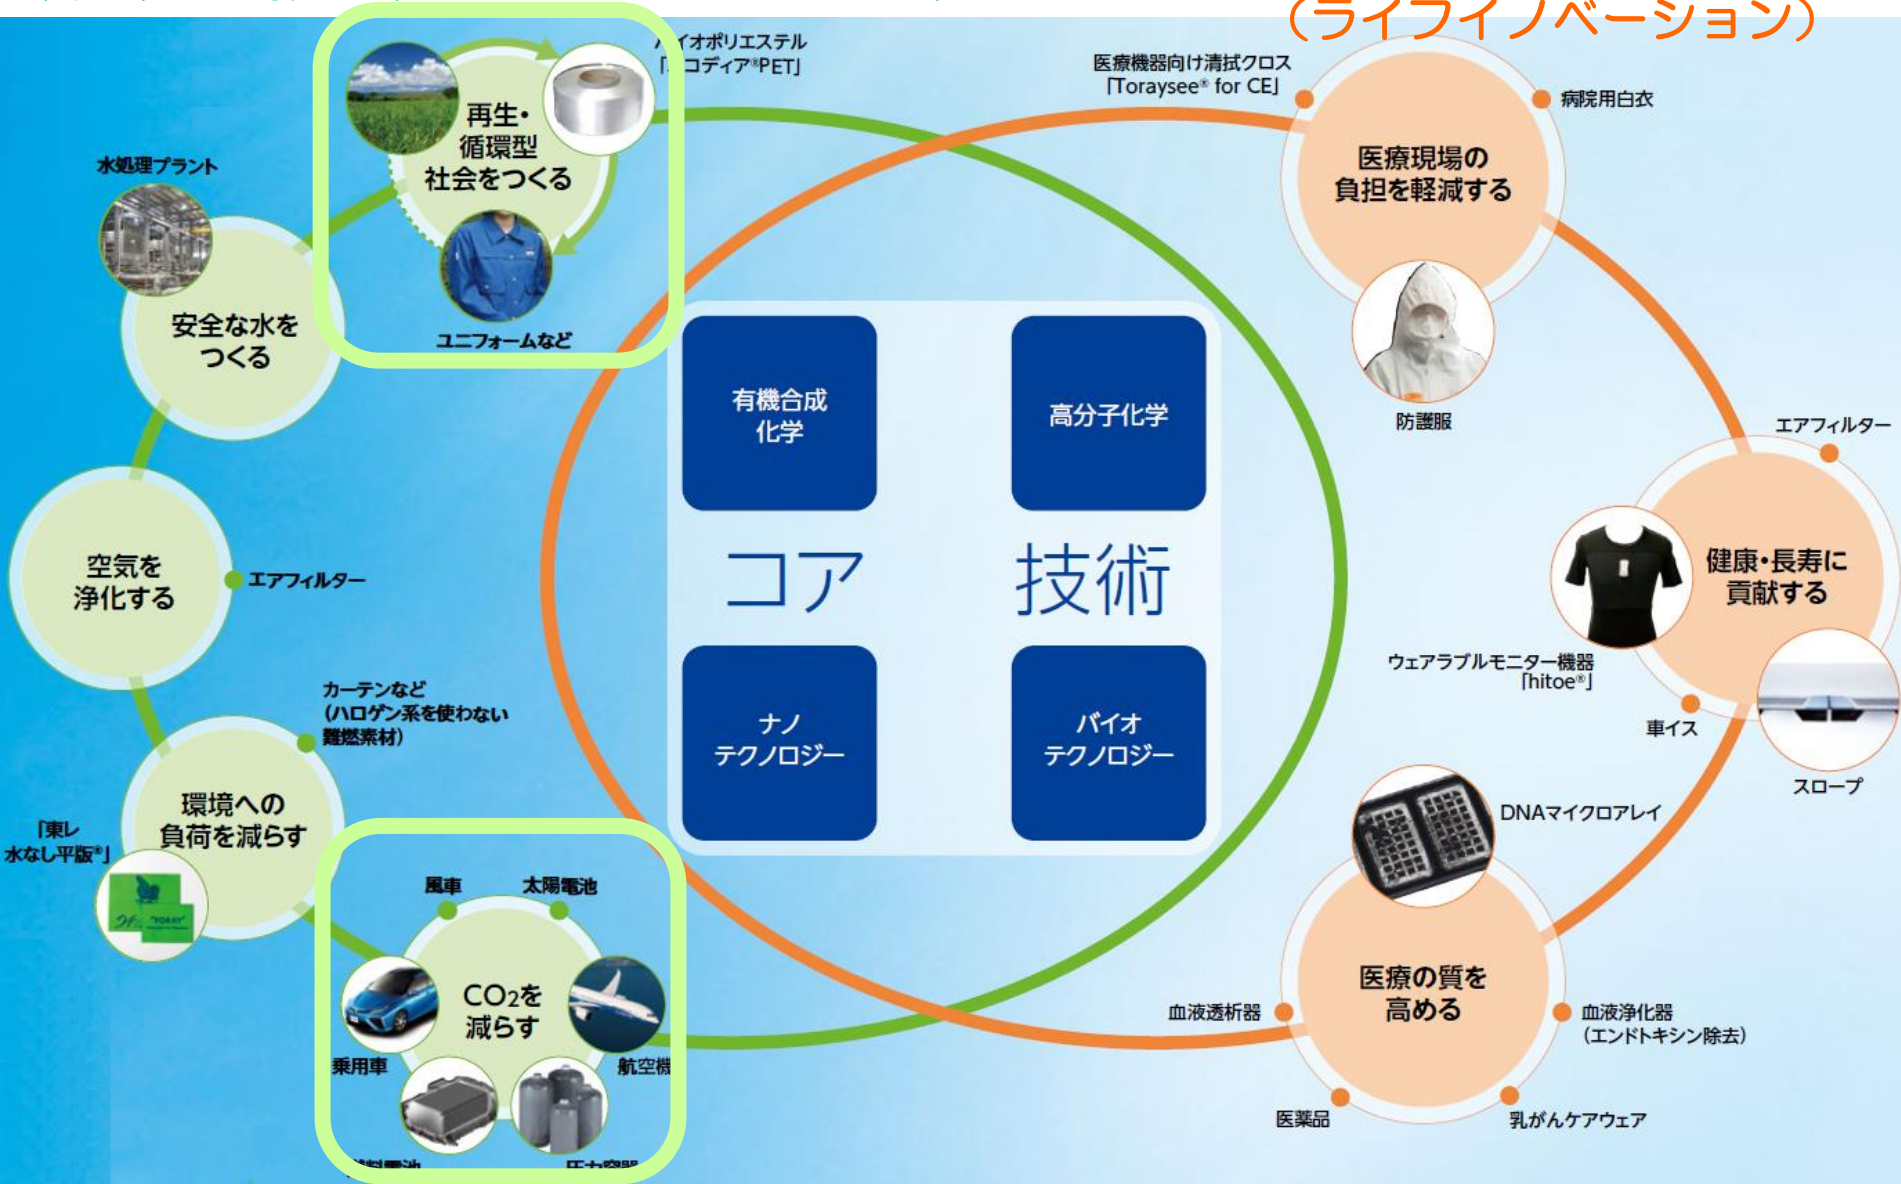 (ライフイノベーション)
バイオポリエステル
「エコディア®PET」
再生・
循環型
社会をつくる
ユニフォームなど
水処理プラント
安全な水を
つくる
空気を
浄化する
エアフィルター
カーテンなど
(ハロゲン系を使わない
難燃素材)
環境への
負荷を減らす
「東レ
水なし平版®」
"TORAY"
風車
太陽電池
CO₂を
減らす
乗用車
航空機
燃料電池
圧力容器
有機合成
化学
高分子化学
コア 技術
ナノ
テクノロジー
バイオ
テクノロジー
医療機器向け清拭クロス
「Toraysee® for CE」
病院用白衣
医療現場の
負担を軽減する
防護服
エアフィルター
健康・長寿に
貢献する
ウェアラブルモニター機器
「hitoe®」
車イス
スロープ
DNAマイクロアレイ
医療の質を
高める
血液透析器
血液浄化器
(エンドトキシン除去)
医薬品
乳がんケアウェア